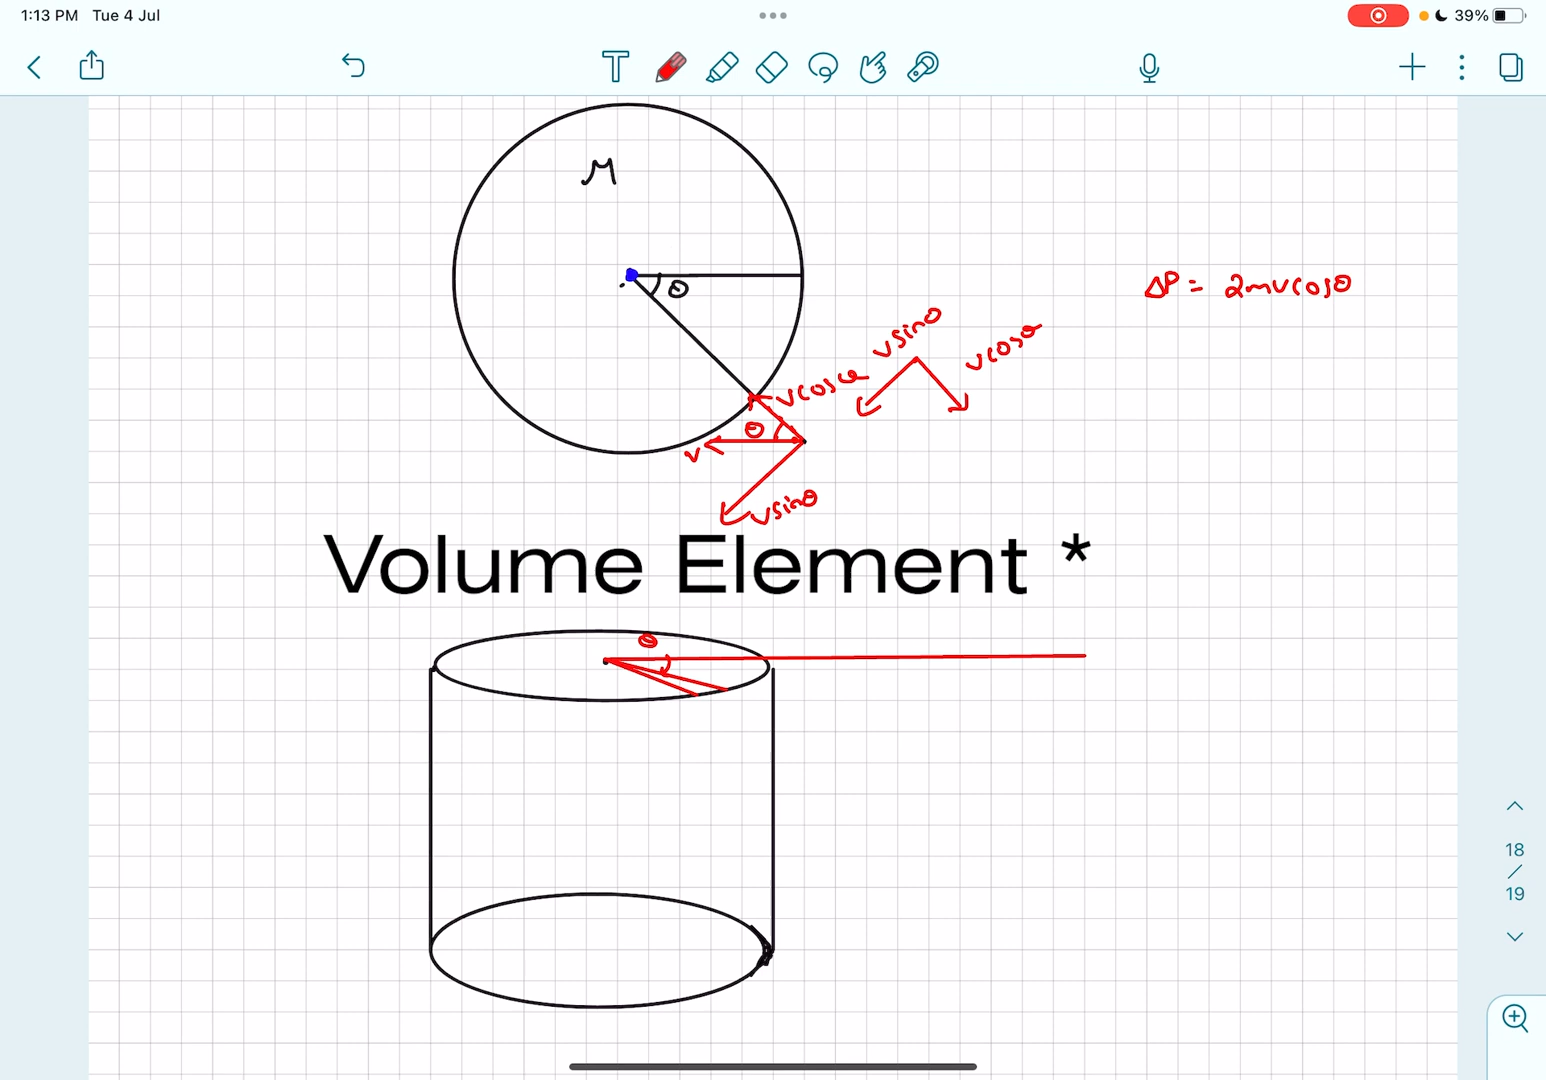 1:13 PM Tue 4 Jul
39%
T
M
θ
ΔP = 2mvcosθ
vsinθ
vcosθ
vcosθ
θ
v
vsinθ
Volume Element *
θ
18
/
19